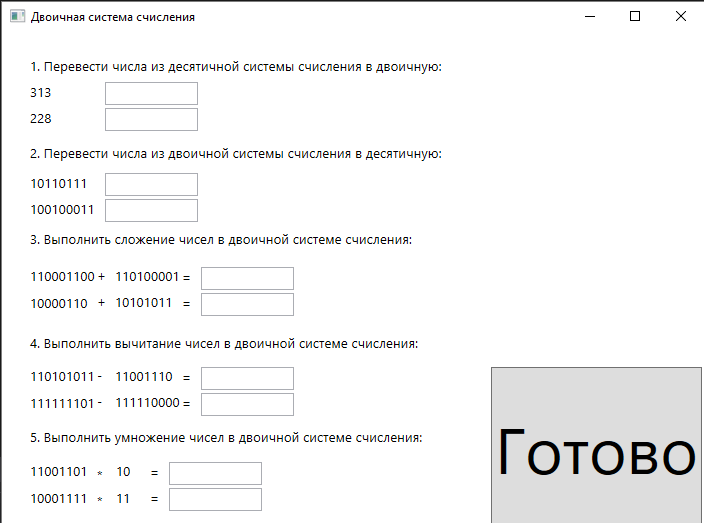 Двоичная система счисления
1. Перевести числа из десятичной системы счисления в двоичную:
313
228
2. Перевести числа из двоичной системы счисления в десятичную:
10110111
100100011
3. Выполнить сложение чисел в двоичной системе счисления:
110001100 + 110100001 =
10000110 + 10101011 =
4. Выполнить вычитание чисел в двоичной системе счисления:
110101011 - 11001110 =
111111101 - 111110000 =
5. Выполнить умножение чисел в двоичной системе счисления:
11001101 * 10 =
10001111 * 11 =
Готово